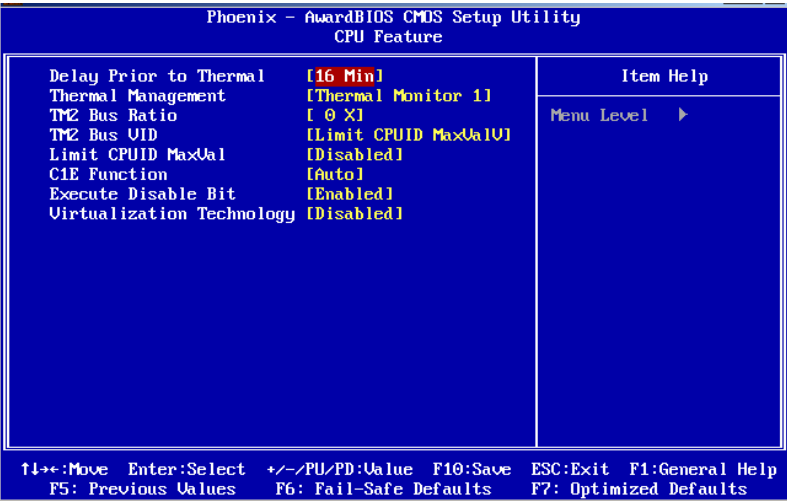 Phoenix - AwardBIOS CMOS Setup Utility
CPU Feature
Delay Prior to Thermal [16 Min]
Thermal Management [Thermal Monitor 1]
TM2 Bus Ratio [ 0 X]
TM2 Bus VID [Limit CPUID MaxValV]
Limit CPUID MaxVal [Disabled]
C1E Function [Auto]
Execute Disable Bit [Enabled]
Virtualization Technology [Disabled]
Item Help
Menu Level
↑↓→←:Move Enter:Select +/-/PU/PD:Value F10:Save ESC:Exit F1:General Help
F5: Previous Values F6: Fail-Safe Defaults F7: Optimized Defaults